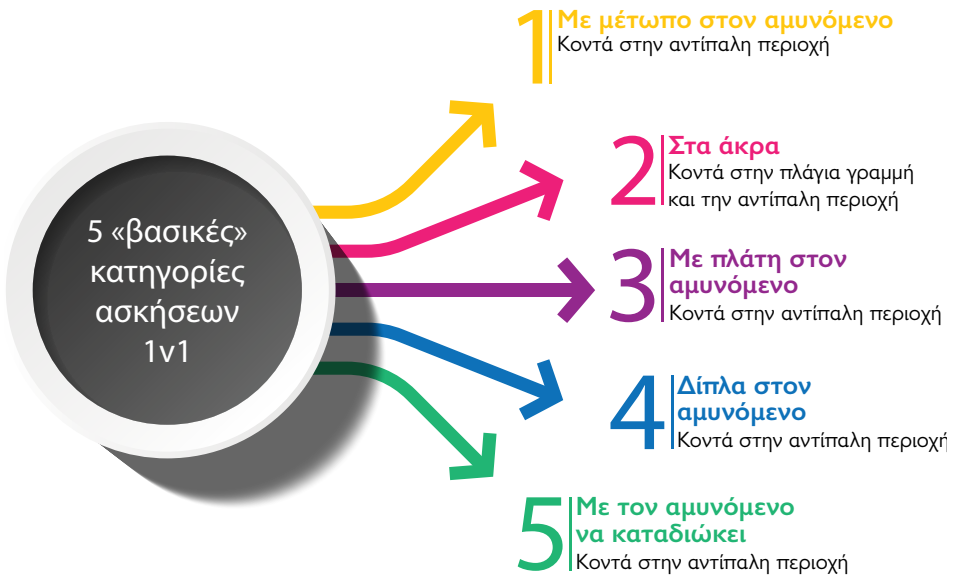 5 «βασικές»
κατηγορίες
ασκήσεων
1v1
1
Με μέτωπο στον αμυνόμενο
Κοντά στην αντίπαλη περιοχή
2
Στα άκρα
Κοντά στην πλάγια γραμμή
και την αντίπαλη περιοχή
3
Με πλάτη στον
αμυνόμενο
Κοντά στην αντίπαλη περιοχή
4
Δίπλα στον
αμυνόμενο
Κοντά στην αντίπαλη περιοχή
5
Με τον αμυνόμενο
να καταδιώκει
Κοντά στην αντίπαλη περιοχή